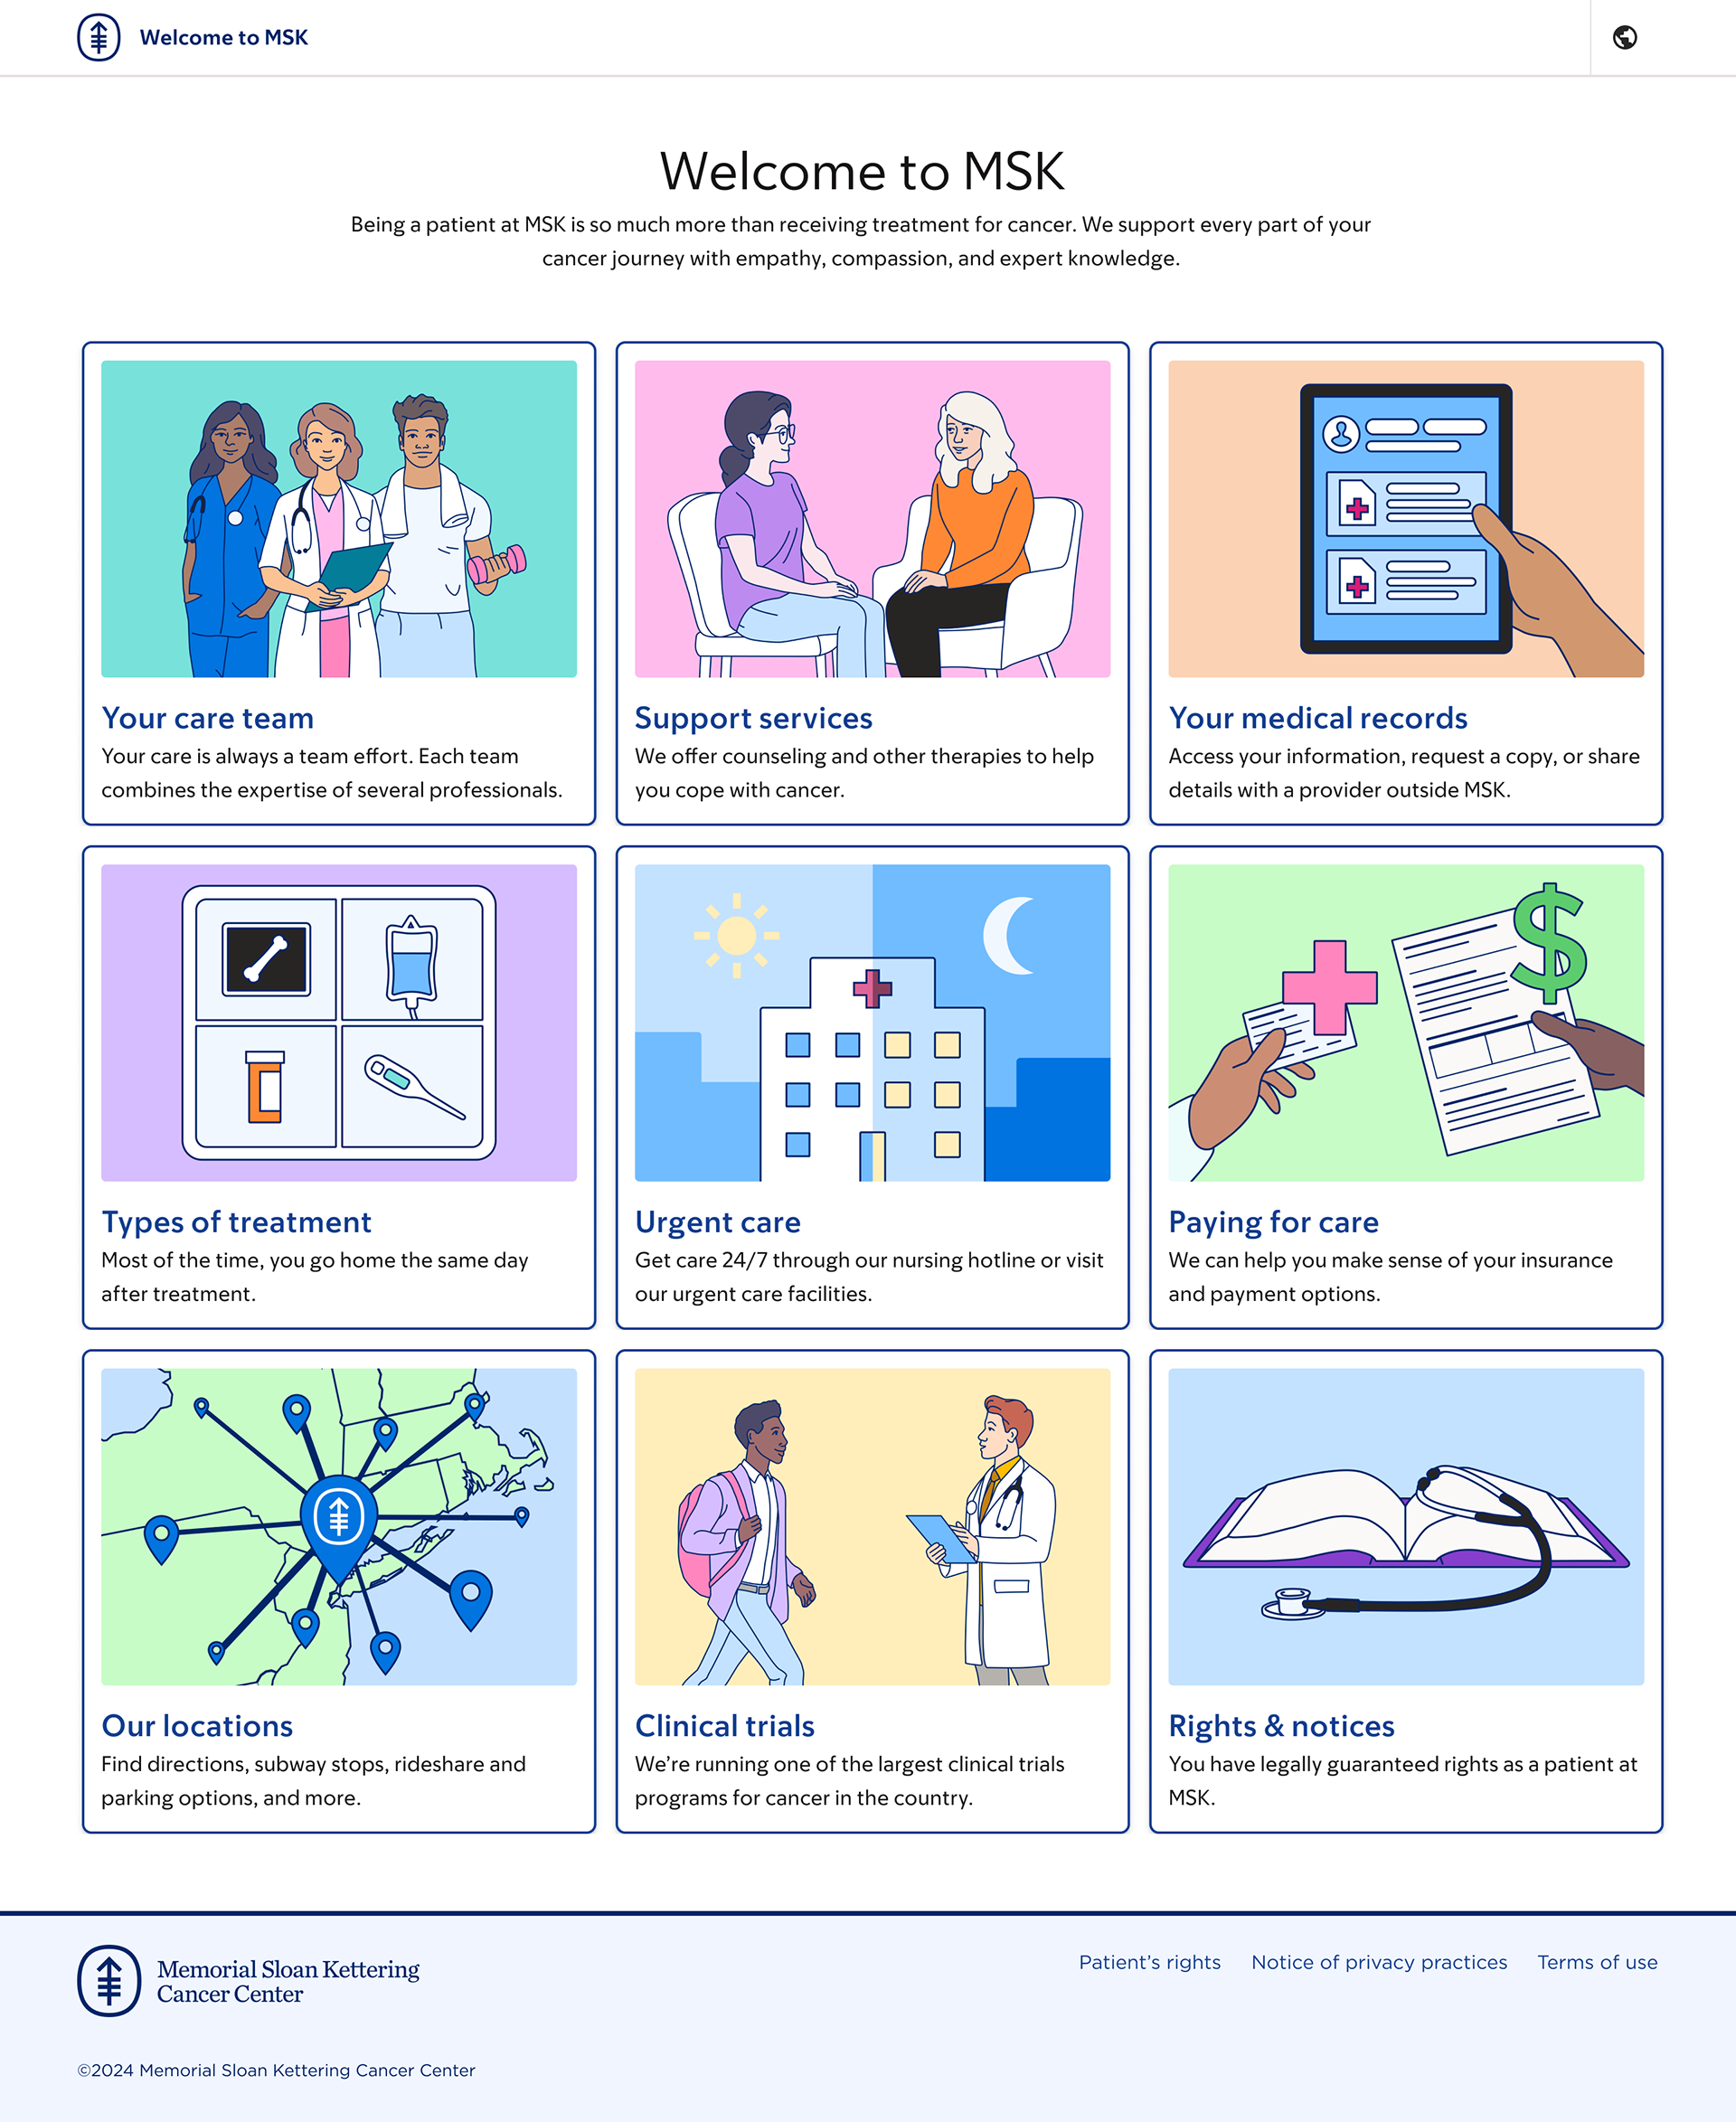 Welcome to MSK
Welcome to MSK
Being a patient at MSK is so much more than receiving treatment for cancer. We support every part of your
cancer journey with empathy, compassion, and expert knowledge.
Your care team
Your care is always a team effort. Each team
combines the expertise of several professionals.
Support services
We offer counseling and other therapies to help
you cope with cancer.
Your medical records
Access your information, request a copy, or share
details with a provider outside MSK.
Types of treatment
Most of the time, you go home the same day
after treatment.
Urgent care
Get care 24/7 through our nursing hotline or visit
our urgent care facilities.
$
Paying for care
We can help you make sense of your insurance
and payment options.
Our locations
Find directions, subway stops, rideshare and
parking options, and more.
Clinical trials
We’re running one of the largest clinical trials
programs for cancer in the country.
Rights & notices
You have legally guaranteed rights as a patient at
MSK.
Memorial Sloan Kettering
Cancer Center
Patient’s rights
Notice of privacy practices
Terms of use
©2024 Memorial Sloan Kettering Cancer Center